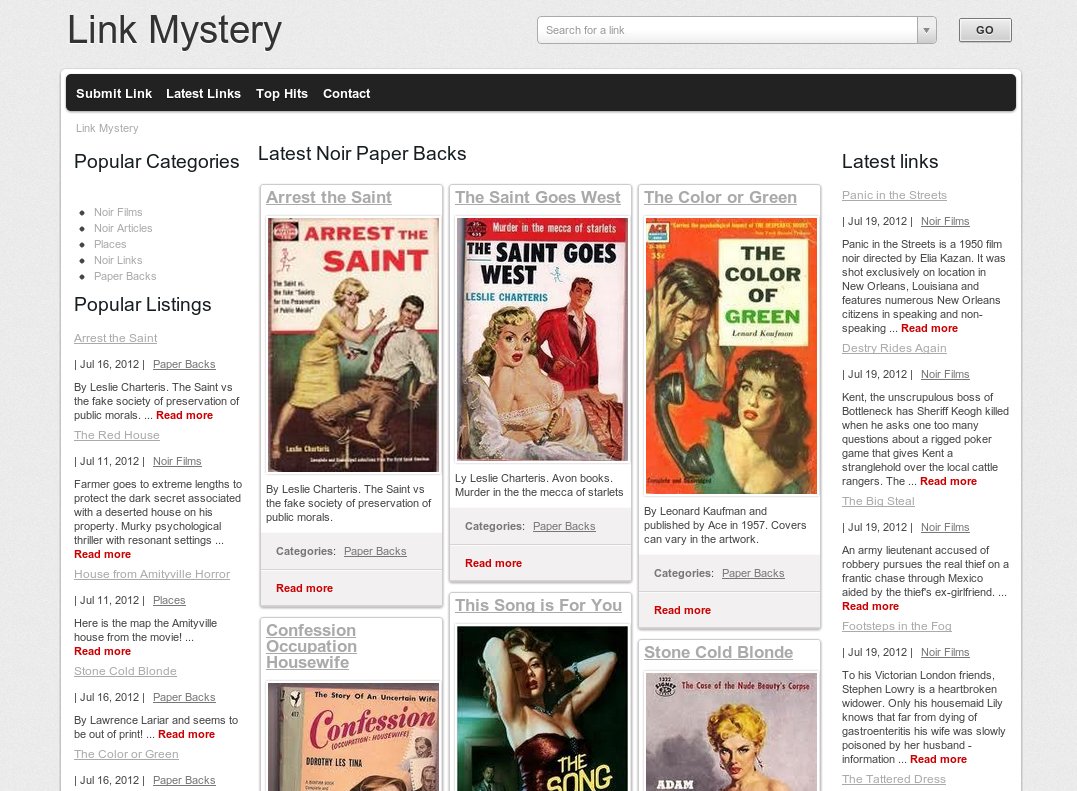 Link Mystery
Search for a link
GO
Submit Link Latest Links Top Hits Contact
Link Mystery
Popular Categories
Noir Films
Noir Articles
Places
Noir Links
Paper Backs
Popular Listings
Arrest the Saint
| Jul 16, 2012 | Paper Backs
By Leslie Charteris. The Saint vs
the fake society of preservation of
public morals. ... Read more
The Red House
| Jul 11, 2012 | Noir Films
Farmer goes to extreme lengths to
protect the dark secret associated
with a deserted house on his
property. Murky psychological
thriller with resonant settings ...
Read more
House from Amityville Horror
| Jul 11, 2012 | Places
Here is the map the Amityville
house from the movie! ...
Read more
Stone Cold Blonde
| Jul 16, 2012 | Paper Backs
By Lawrence Lariar and seems to
be out of print! ... Read more
The Color or Green
| Jul 16, 2012 | Paper Backs
Latest Noir Paper Backs
Arrest the Saint
AVON
ARREST THE
SAINT
The Saint vs.
the fake "Society
for the Preservation
of Public Morals"
Leslie Charteris
By Leslie Charteris. The Saint vs
the fake society of preservation of
public morals.
Categories: Paper Backs
Read more
Confession
Occupation
Housewife
The Story Of An Uncertain Wife
Confession
(OCCUPATION: HOUSEWIFE)
DOROTHY LES TINA
The Saint Goes West
AVON
Murder in the mecca of starlets
THE SAINT GOES
WEST
LESLIE CHARTERIS
Ly Leslie Charteris. Avon books.
Murder in the the mecca of starlets
Categories: Paper Backs
Read more
This Song is For You
THE
SONG
The Color or Green
ACE
35c
THE
COLOR
OF
GREEN
Lenard Kaufman
Complete and Unabridged
By Leonard Kaufman and
published by Ace in 1957. Covers
can vary in the artwork.
Categories: Paper Backs
Read more
Stone Cold Blonde
1322
SIGNET
The Case of the Nude Beauty's Corpse
ADAM
Latest links
Panic in the Streets
| Jul 19, 2012 | Noir Films
Panic in the Streets is a 1950 film
noir directed by Elia Kazan. It was
shot exclusively on location in
New Orleans, Louisiana and
features numerous New Orleans
citizens in speaking and non-
speaking ... Read more
Destry Rides Again
| Jul 19, 2012 | Noir Films
Kent, the unscrupulous boss of
Bottleneck has Sheriff Keogh killed
when he asks one too many
questions about a rigged poker
game that gives Kent a
stranglehold over the local cattle
rangers. The ... Read more
The Big Steal
| Jul 19, 2012 | Noir Films
An army lieutenant accused of
robbery pursues the real thief on a
frantic chase through Mexico
aided by the thief's ex-girlfriend. ...
Read more
Footsteps in the Fog
| Jul 19, 2012 | Noir Films
To his Victorian London friends,
Stephen Lowry is a heartbroken
widower. Only his housemaid Lily
knows that far from dying of
gastroenteritis his wife was slowly
poisoned by her husband -
information ... Read more
The Tattered Dress